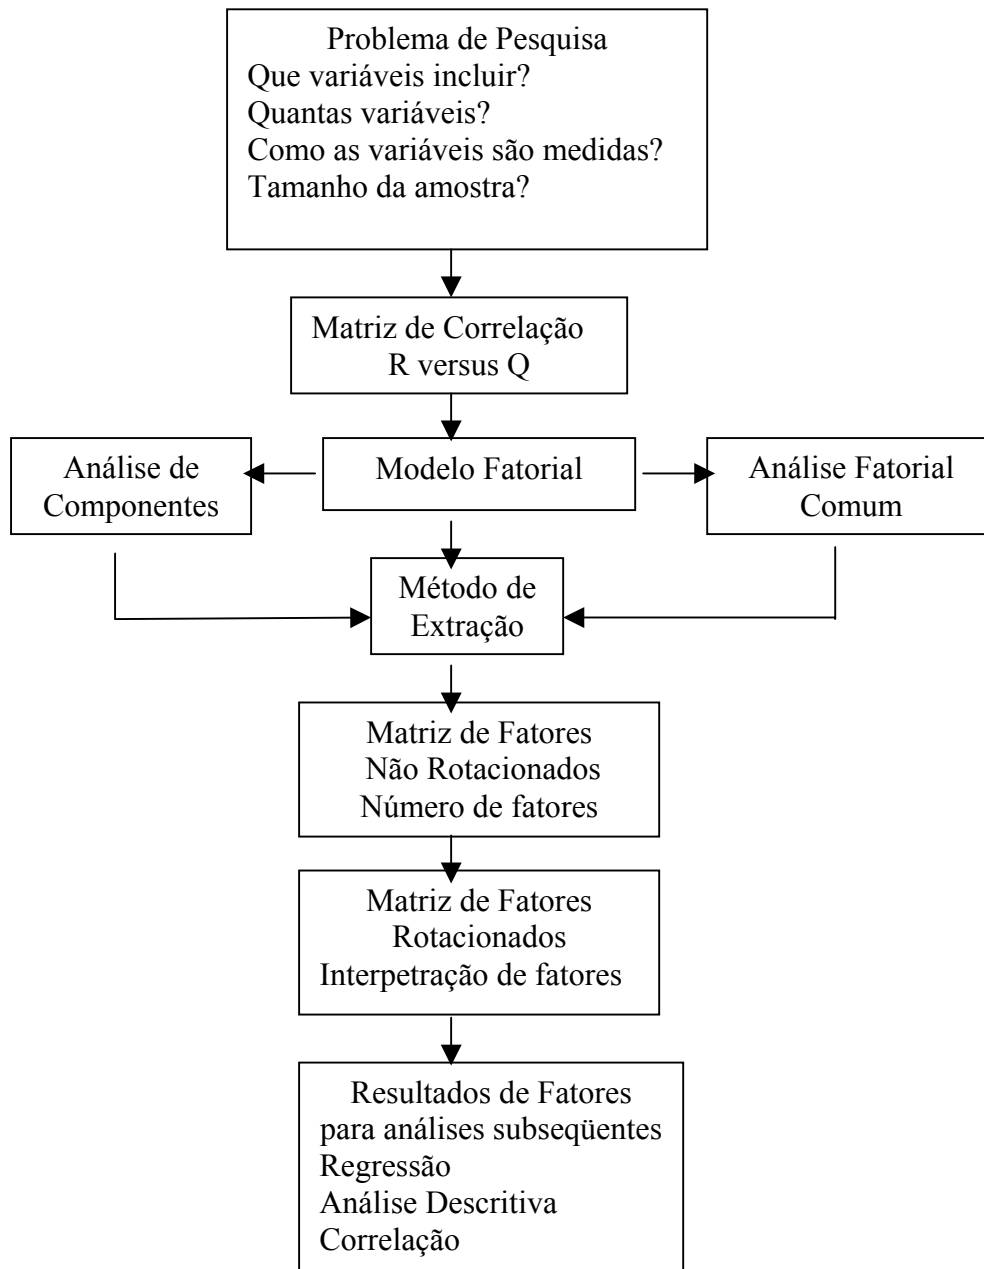 Problema de Pesquisa
Que variáveis incluir?
Quantas variáveis?
Como as variáveis são medidas?
Tamanho da amostra?
Matriz de Correlação
R versus Q
Análise de
Componentes
Modelo Fatorial
Análise Fatorial
Comum
Método de
Extração
Matriz de Fatores
Não Rotacionados
Número de fatores
Matriz de Fatores
Rotacionados
Interpetração de fatores
Resultados de Fatores
para análises subseqüentes
Regressão
Análise Descritiva
Correlação